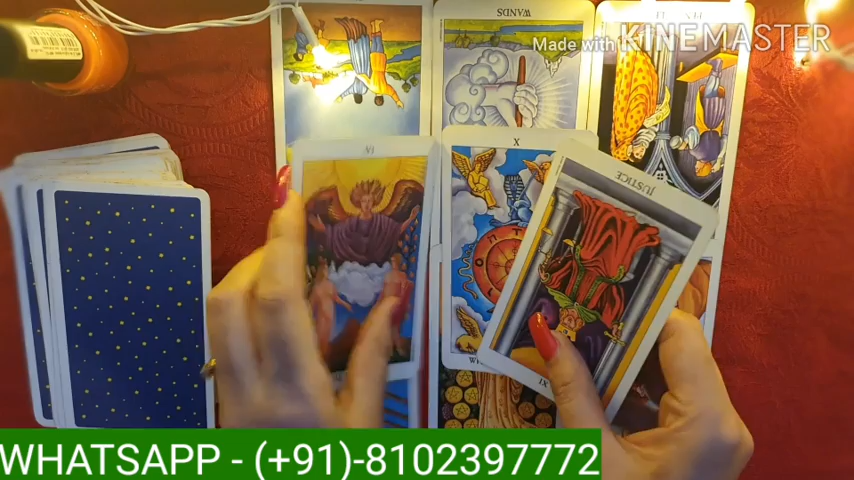 WANDS
Made with KINEMASTER
VI
X
JUSTICE
XI
WHATSAPP - (+91)-8102397772